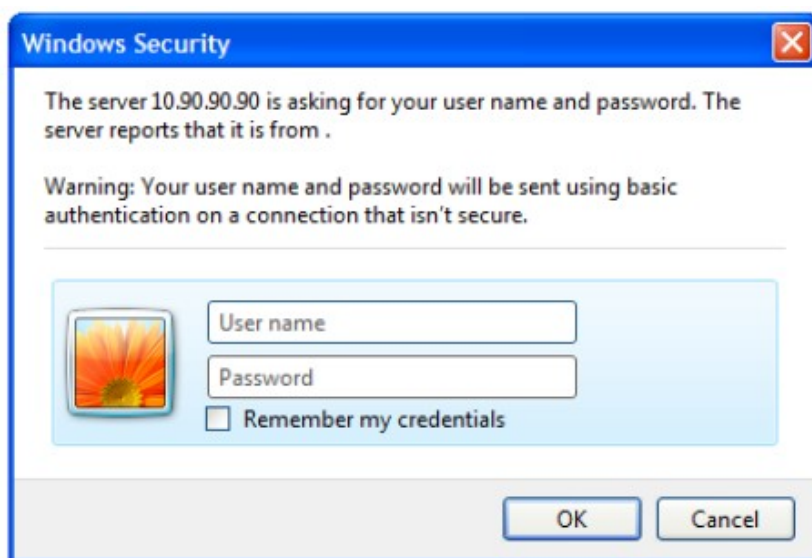 Windows Security
The server 10.90.90.90 is asking for your user name and password. The
server reports that it is from .
Warning: Your user name and password will be sent using basic
authentication on a connection that isn't secure.
User name
Password
Remember my credentials
OK Cancel